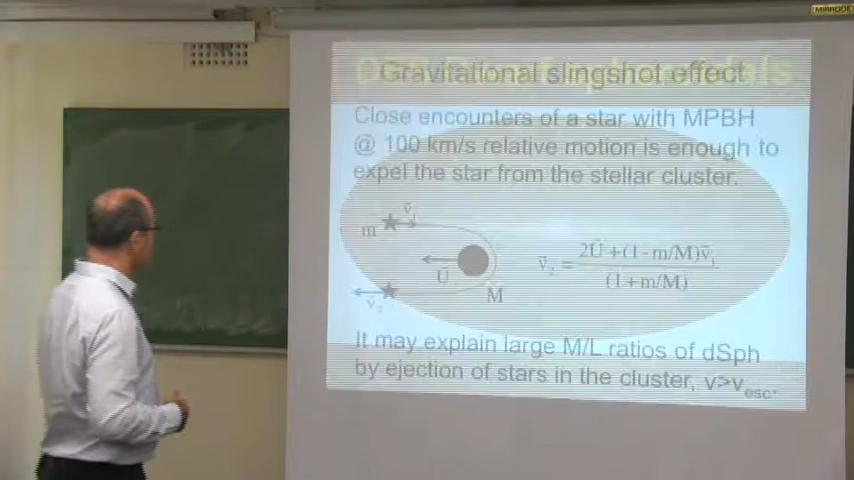 Gravitational slingshot effect
Close encounters of a star with MPBH
@ 100 km/s relative motion is enough to
expel the star from the stellar cluster.
m v̄₁
Ū
v̄₂ M
v̄₂ = 2Ū +(1 - m/M)v̄₁ / (1+m/M)
It may explain large M/L ratios of dSph
by ejection of stars in the cluster, v>v_esc.